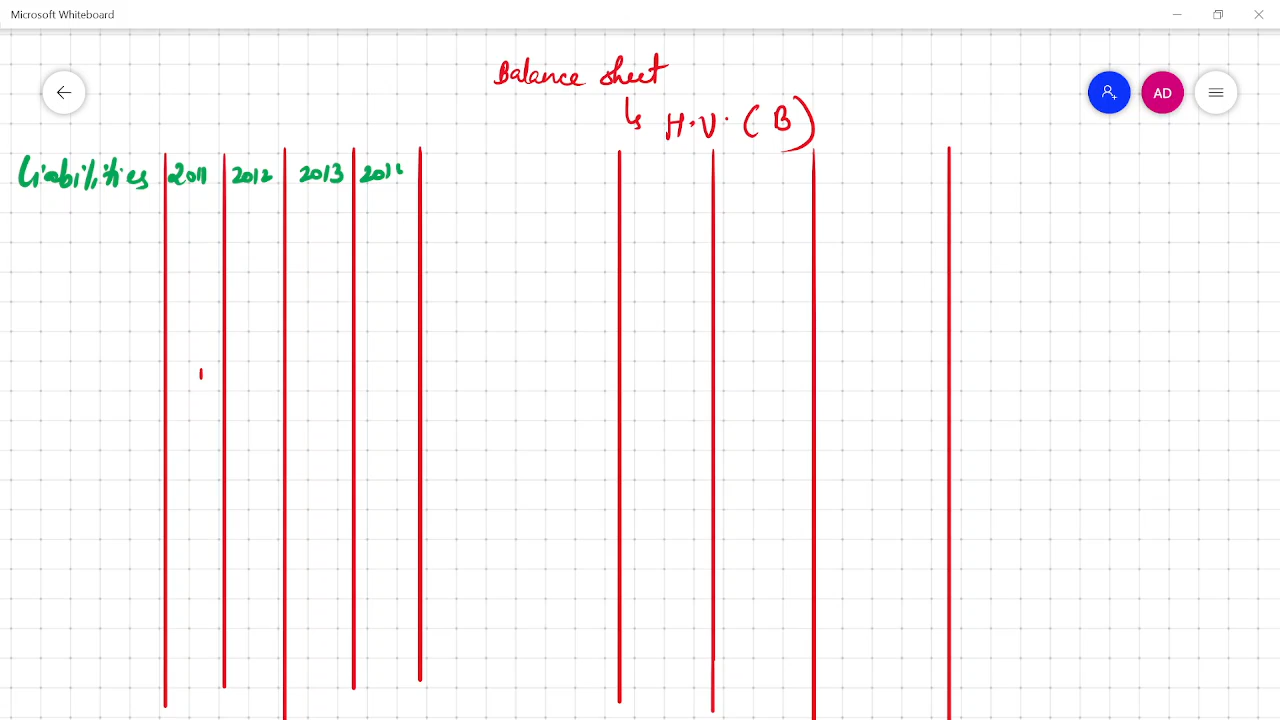 Microsoft Whiteboard
AD
Balance sheet
↳ H.V. (B)
Liabilities 2011 2012 2013